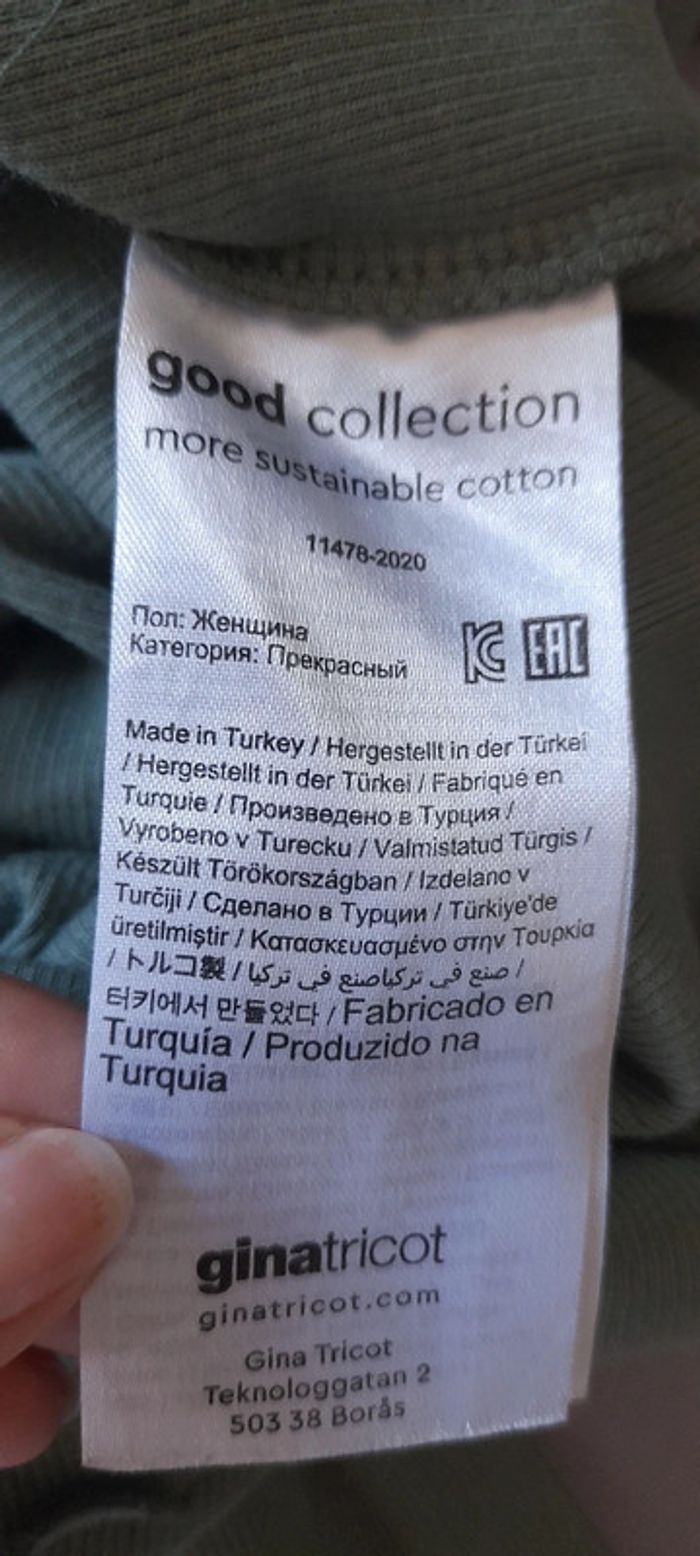 good collection
more sustainable cotton
11478-2020
Пол: Женщина
Категория: Прекрасный
EAC
Made in Turkey / Hergestellt in der Türkei
/ Hergestellt in der Türkei / Fabriqué en
Turquie / Произведено в Турция /
Vyrobeno v Turecku / Valmistatud Türgis /
Készült Törökországban / Izdelano v
Turčiji / Сделано в Турции / Türkiye'de
üretilmiştir / Κατασκευασμένο στην Τουρκία
/ トルコ製 / صنع في تركياصنع في تركيا /
터키에서 만들었다 / Fabricado en
Turquía / Produzido na
Turquia
ginatricot
ginatricot.com
Gina Tricot
Teknologgatan 2
503 38 Borås